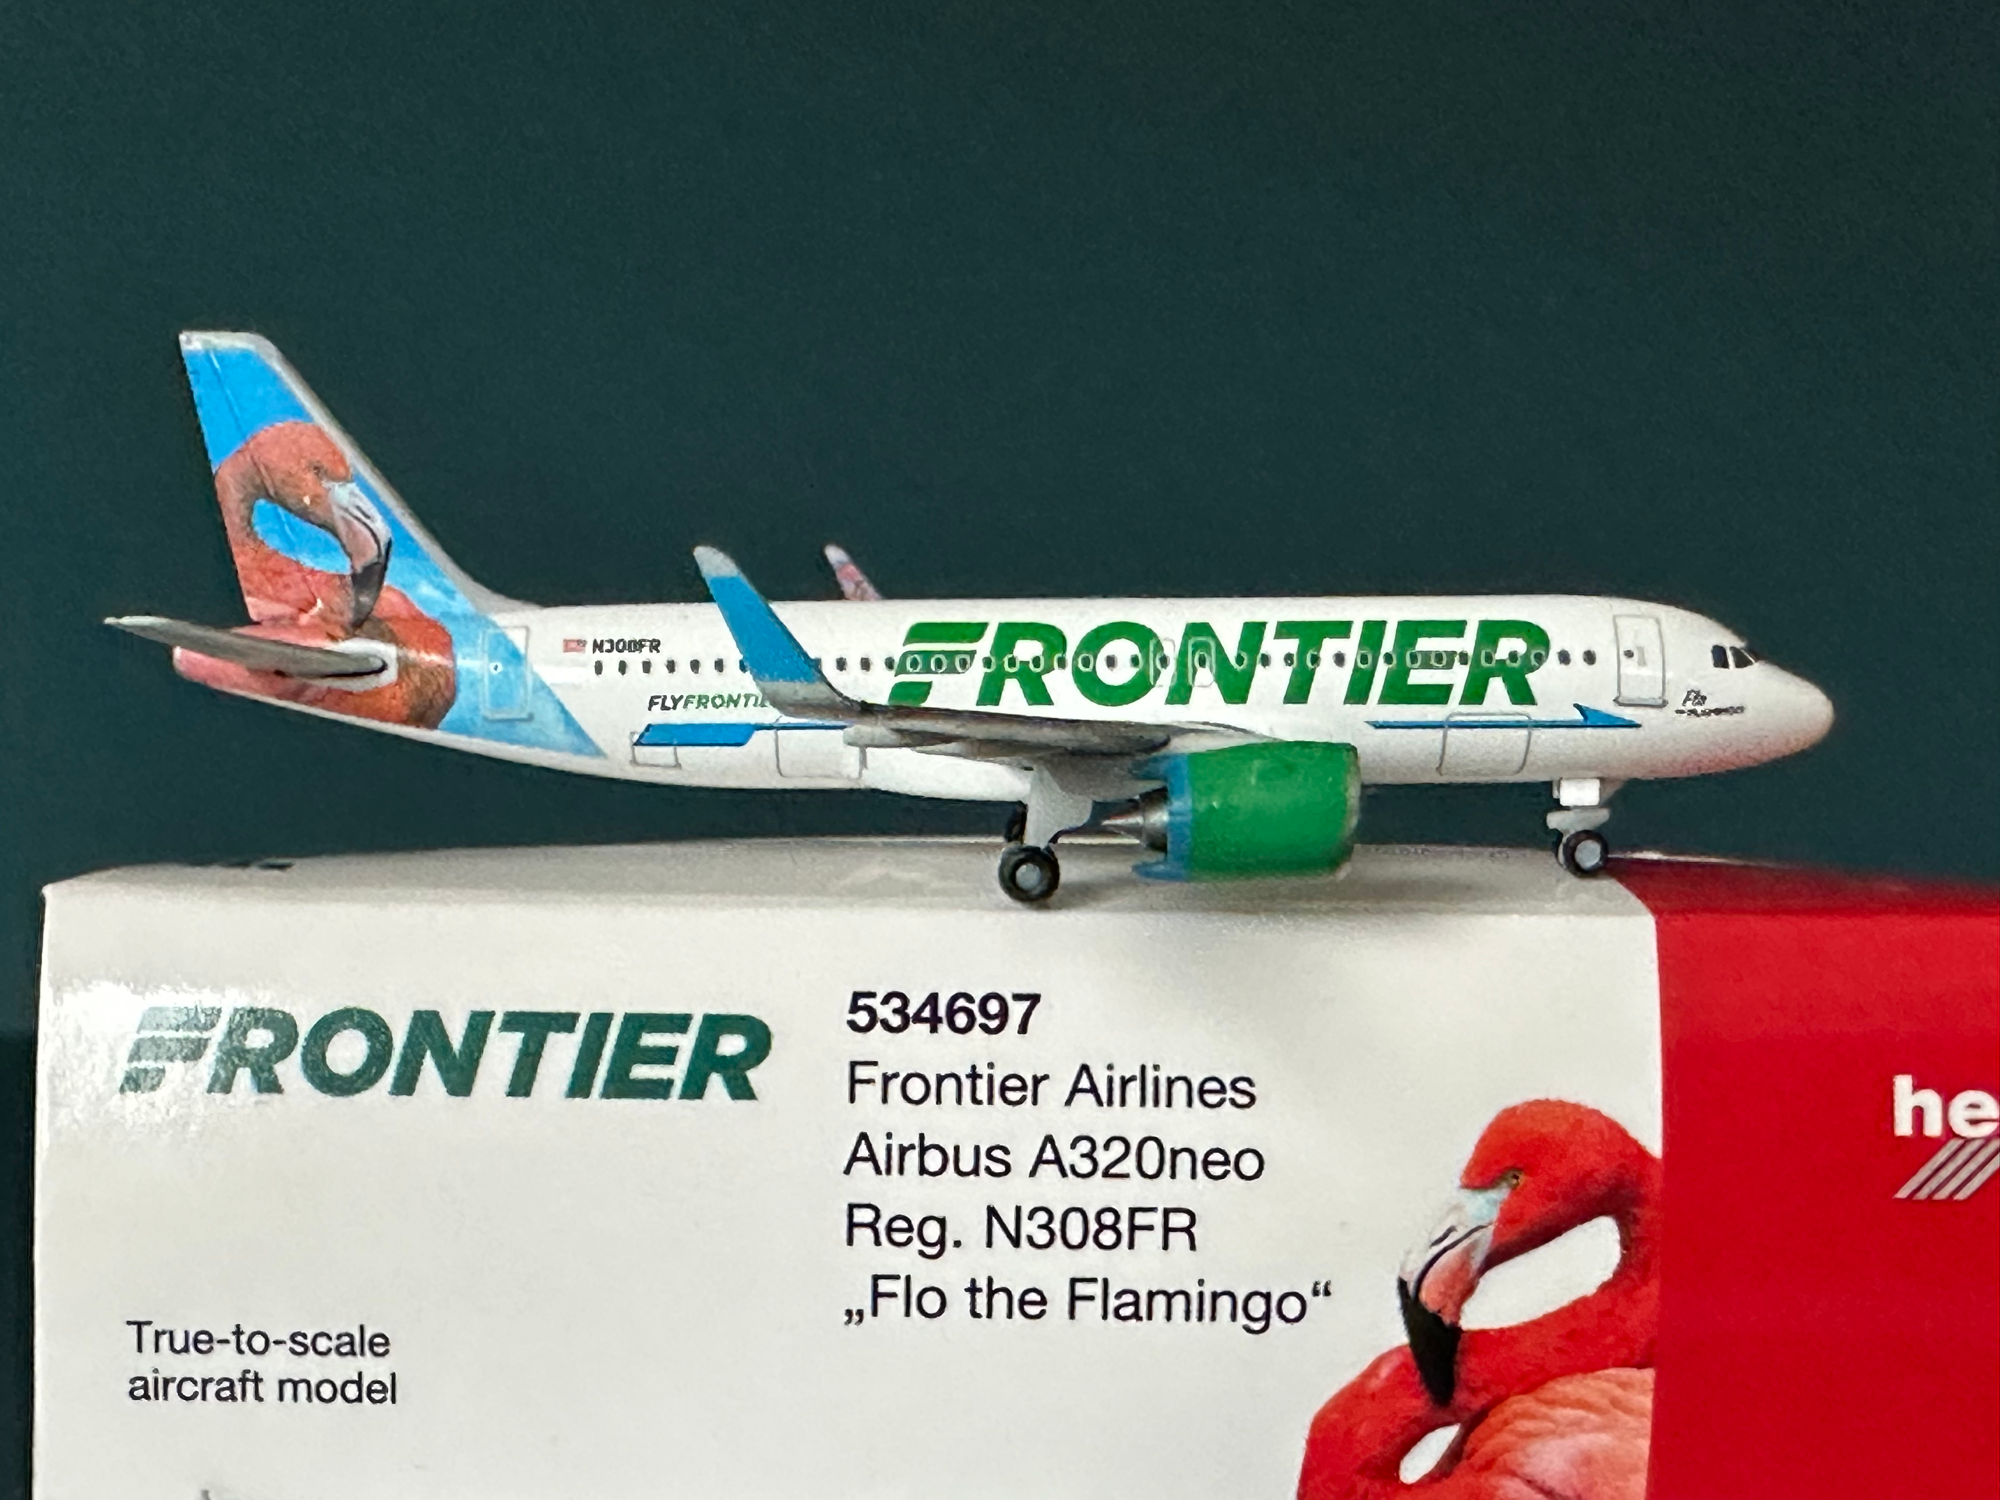 FRONTIER
N308FR
FLYFRONTIE
Flo
FRONTIER
534697
Frontier Airlines
Airbus A320neo
Reg. N308FR
„Flo the Flamingo“
he
True-to-scale
aircraft model